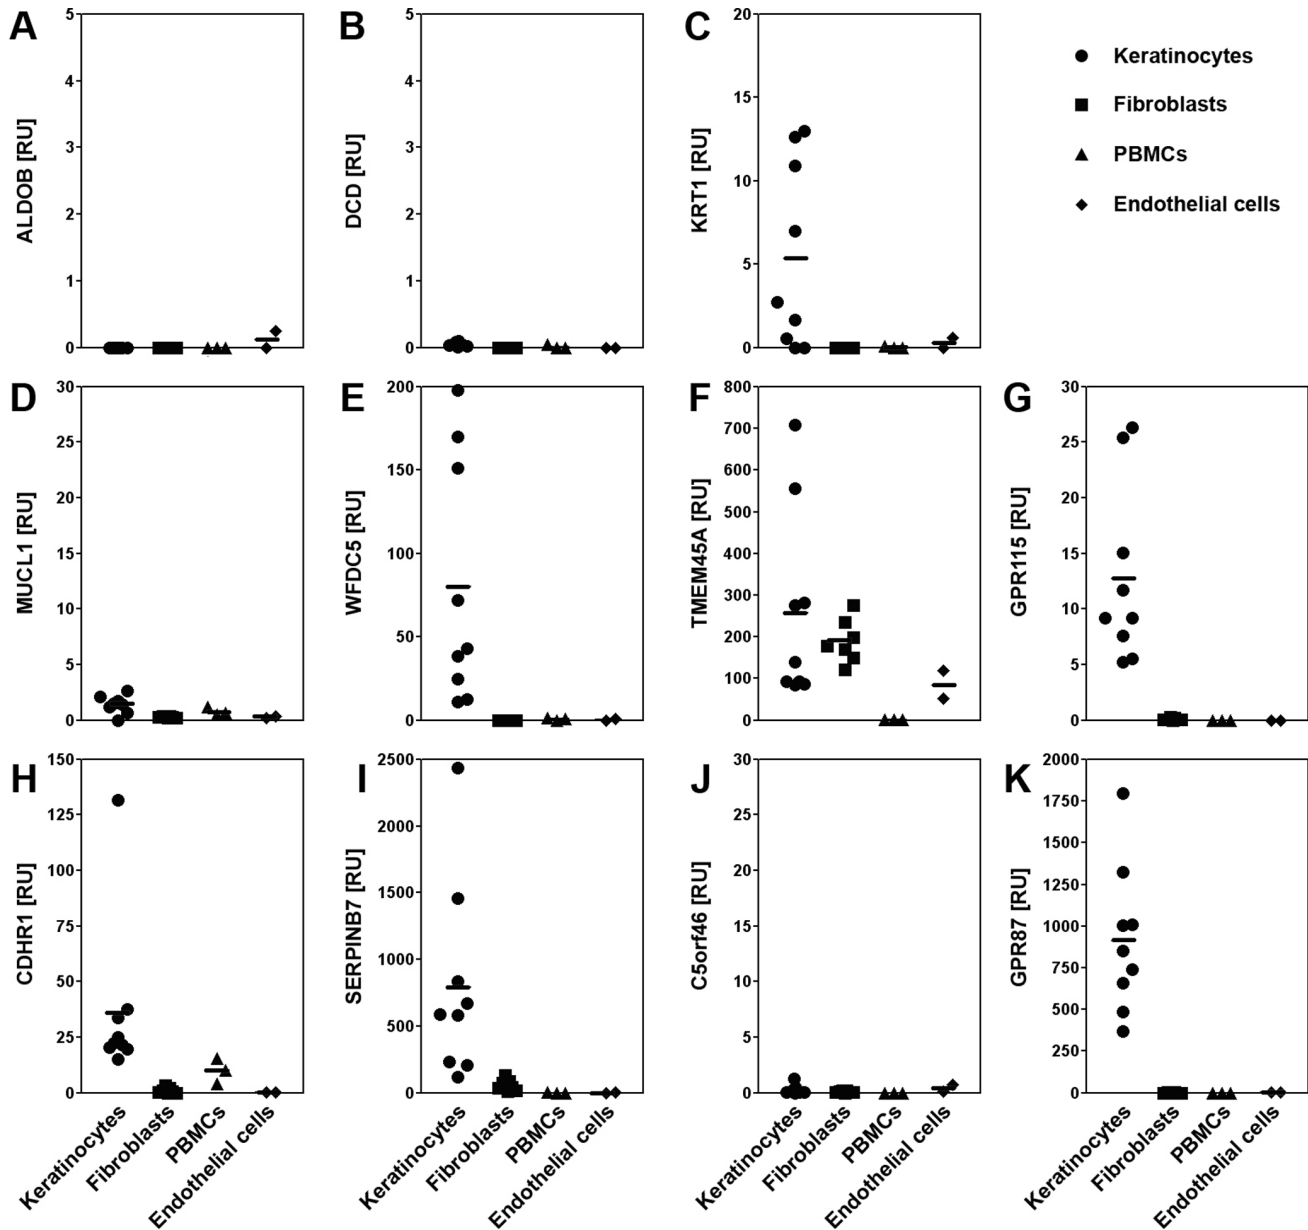 A
ALDOB [RU]
5
4
3
2
1
0
B
DCD [RU]
5
4
3
2
1
0
C
KRT1 [RU]
20
15
10
5
0
Keratinocytes
Fibroblasts
PBMCs
Endothelial cells
D
MUCL1 [RU]
30
25
20
15
10
5
0
E
WFDC5 [RU]
200
150
100
50
0
F
TMEM45A [RU]
800
700
600
500
400
300
200
100
0
G
GPR115 [RU]
30
25
20
15
10
5
0
H
CDHR1 [RU]
150
125
100
75
50
25
0
Keratinocytes
Fibroblasts
PBMCs
Endothelial cells
I
SERPINB7 [RU]
2500
2000
1500
1000
500
0
Keratinocytes
Fibroblasts
PBMCs
Endothelial cells
J
C5orf46 [RU]
30
25
20
15
10
5
0
Keratinocytes
Fibroblasts
PBMCs
Endothelial cells
K
GPR87 [RU]
2000
1750
1500
1250
1000
750
500
250
0
Keratinocytes
Fibroblasts
PBMCs
Endothelial cells